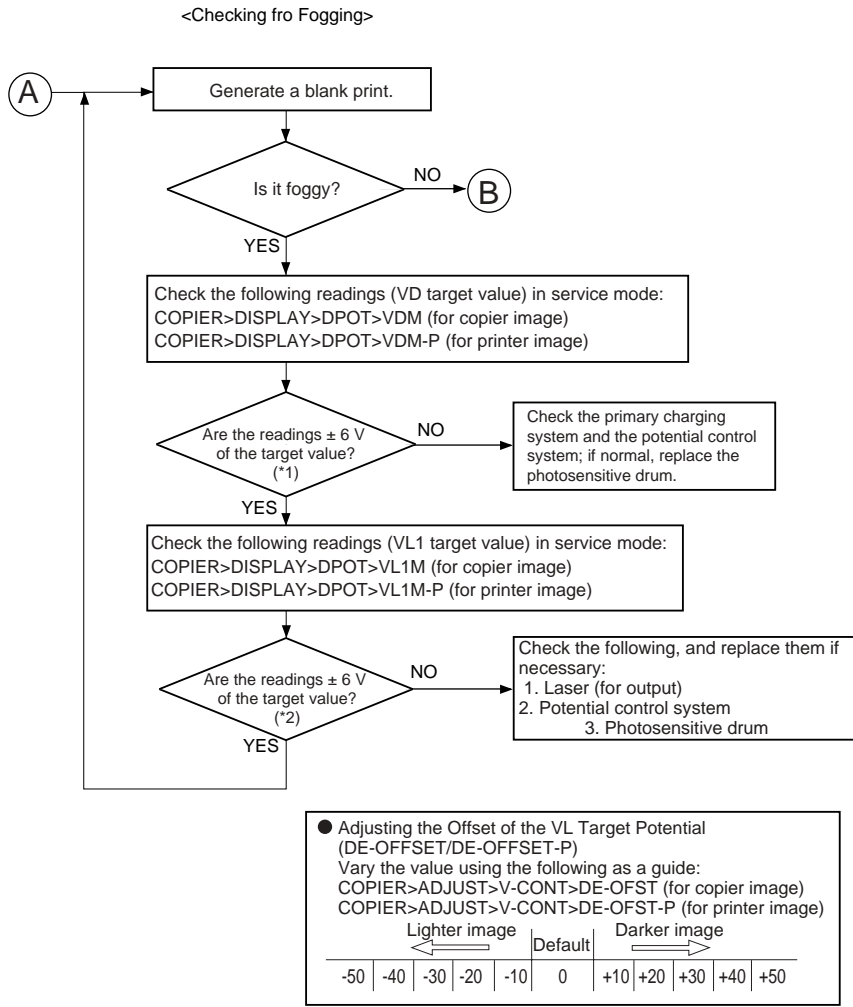 <Checking fro Fogging>
A
Generate a blank print.
Is it foggy?
NO
B
YES
Check the following readings (VD target value) in service mode:
COPIER>DISPLAY>DPOT>VDM (for copier image)
COPIER>DISPLAY>DPOT>VDM-P (for printer image)
Are the readings ± 6 V
of the target value?
(*1)
NO
Check the primary charging
system and the potential control
system; if normal, replace the
photosensitive drum.
YES
Check the following readings (VL1 target value) in service mode:
COPIER>DISPLAY>DPOT>VL1M (for copier image)
COPIER>DISPLAY>DPOT>VL1M-P (for printer image)
Are the readings ± 6 V
of the target value?
(*2)
NO
Check the following, and replace them if
necessary:
1. Laser (for output)
2. Potential control system
3. Photosensitive drum
YES
● Adjusting the Offset of the VL Target Potential
(DE-OFFSET/DE-OFFSET-P)
Vary the value using the following as a guide:
COPIER>ADJUST>V-CONT>DE-OFST (for copier image)
COPIER>ADJUST>V-CONT>DE-OFST-P (for printer image)
Lighter image Default Darker image
-50 -40 -30 -20 -10 0 +10 +20 +30 +40 +50